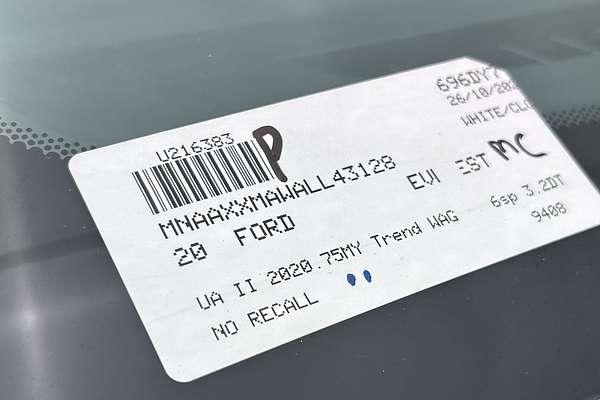 U216383
P
696DY7
26/10/202
WHITE/CLO
MNAAXXMAWALL43128
EVI EST MC
20 FORD
6sp 3.2DT
9408
UA II 2020.75MY Trend WAG
NO RECALL